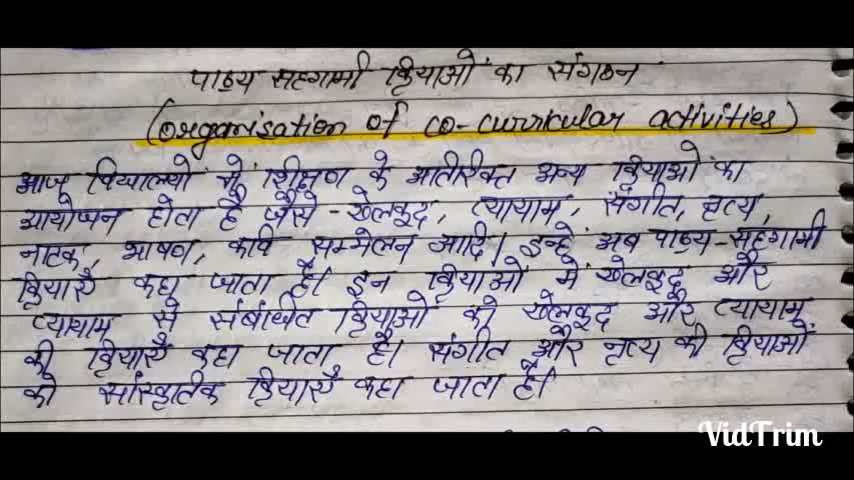 पाठ्य सहगामी क्रियाओं का संगठन
(Organisation of co-curricular activities)
आज विद्यालयों में शिक्षण के अतिरिक्त अन्य क्रियाओं का
आयोजन होता है जैसे - खेलकूद, व्यायाम, संगीत, नृत्य,
नाटक, भाषण, कवि सम्मेलन आदि। इन्हे अब पाठ्य-सहगामी
क्रियाएँ कहा जाता है। इन क्रियाओं में खेलकूद और
व्यायाम से संबंधित क्रियाओं को खेलकूद और व्यायाम
की क्रियाएँ कहा जाता है। संगीत और नृत्य की क्रियाओं
को सांस्कृतिक क्रियाएँ कहा जाता है।
VidTrim